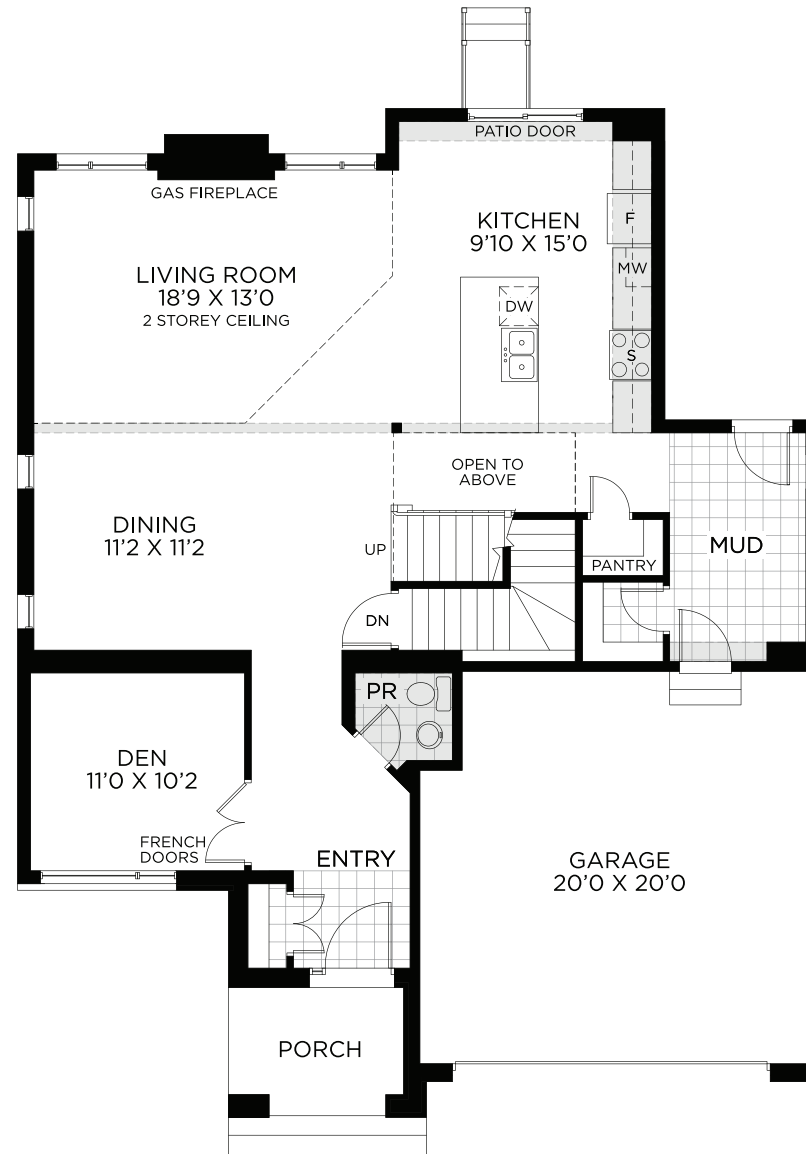 PATIO DOOR
GAS FIREPLACE
KITCHEN
9'10 X 15'0
F
MW
LIVING ROOM
18'9 X 13'0
2 STOREY CEILING
DW
S
OPEN TO
ABOVE
DINING
11'2 X 11'2
UP
PANTRY
MUD
DN
PR
DEN
11'0 X 10'2
FRENCH
DOORS
ENTRY
GARAGE
20'0 X 20'0
PORCH